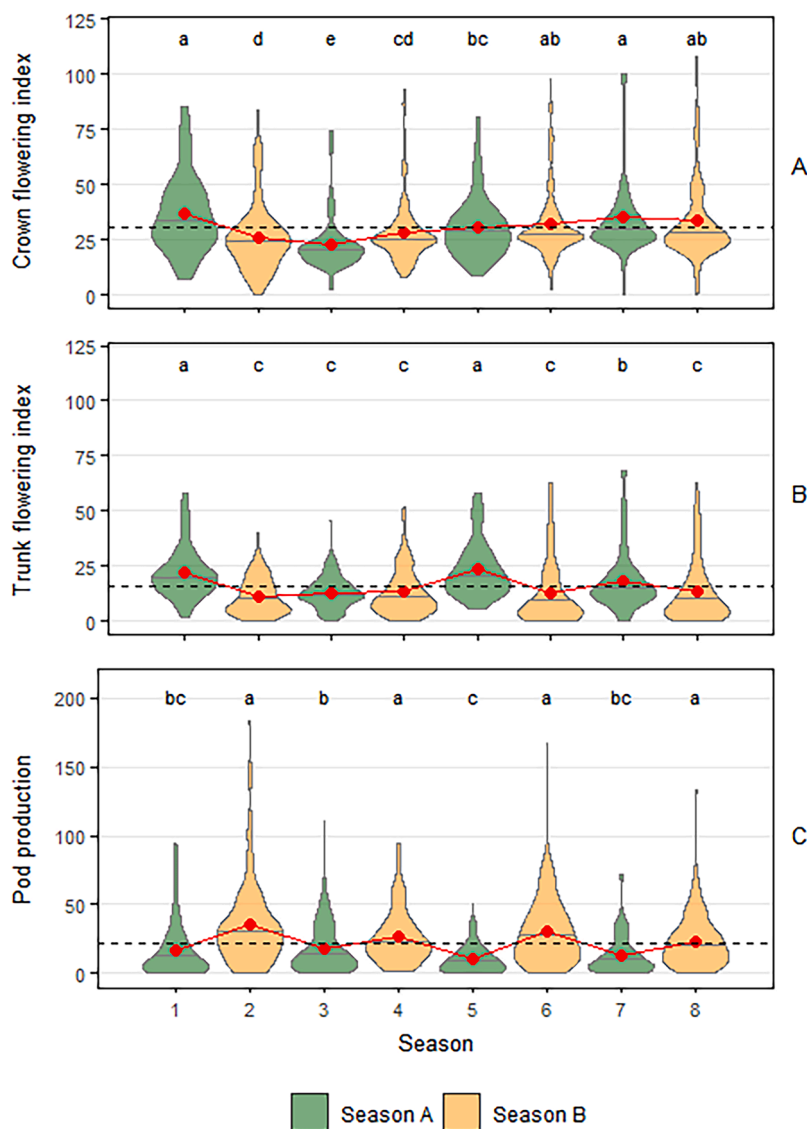 125
a d e cd bc ab a ab
100
75
50
25
0
Crown flowering index
A
125
a c c c a c b c
100
75
50
25
0
Trunk flowering index
B
200
bc a b a c a bc a
150
100
50
0
Pod production
C
1 2 3 4 5 6 7 8
Season
Season A Season B